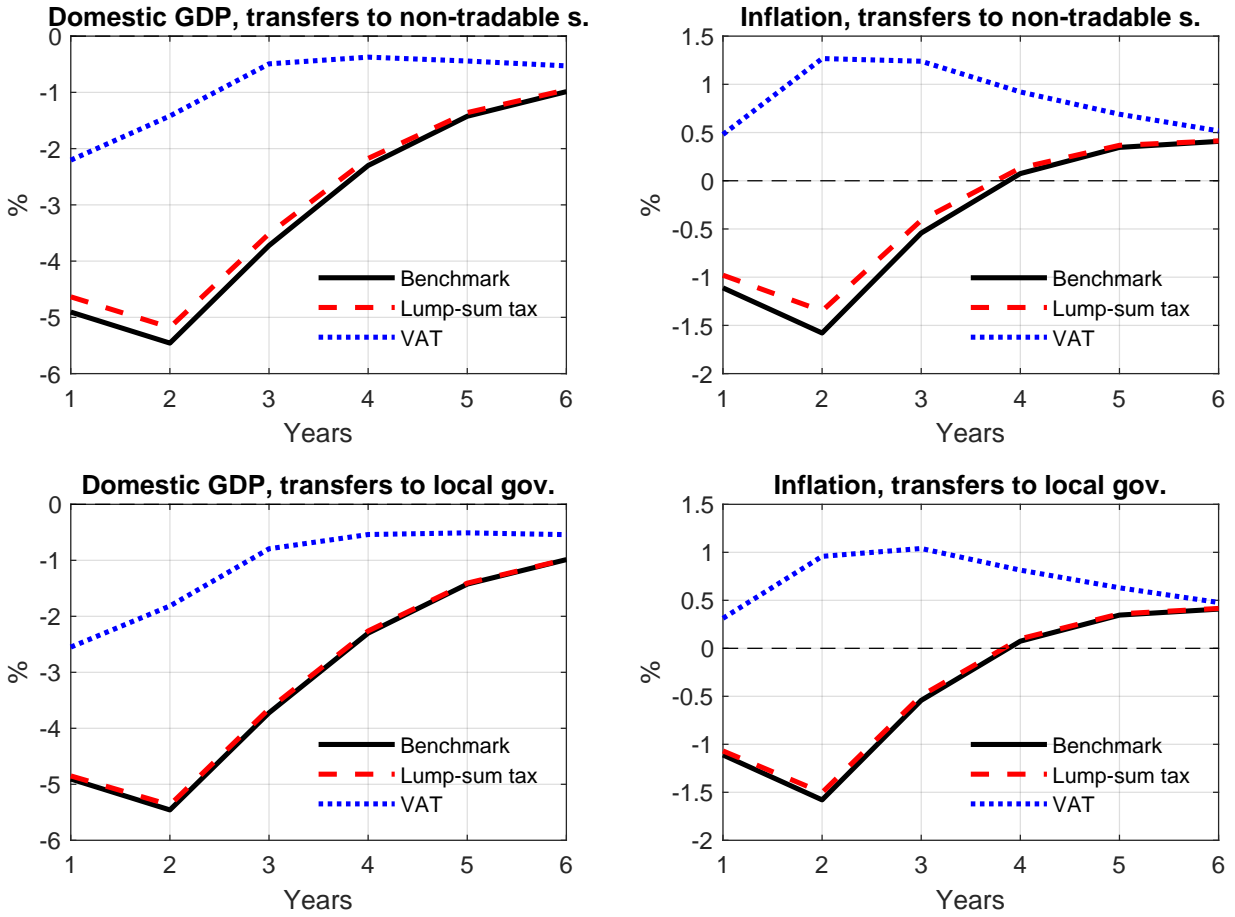 Domestic GDP, transfers to non-tradable s.
0
-1
-2
-3
-4
-5
-6
%
Benchmark
Lump-sum tax
VAT
1 2 3 4 5 6
Years
Inflation, transfers to non-tradable s.
1.5
1
0.5
0
-0.5
-1
-1.5
-2
%
Benchmark
Lump-sum tax
VAT
1 2 3 4 5 6
Years
Domestic GDP, transfers to local gov.
0
-1
-2
-3
-4
-5
-6
%
Benchmark
Lump-sum tax
VAT
1 2 3 4 5 6
Years
Inflation, transfers to local gov.
1.5
1
0.5
0
-0.5
-1
-1.5
-2
%
Benchmark
Lump-sum tax
VAT
1 2 3 4 5 6
Years